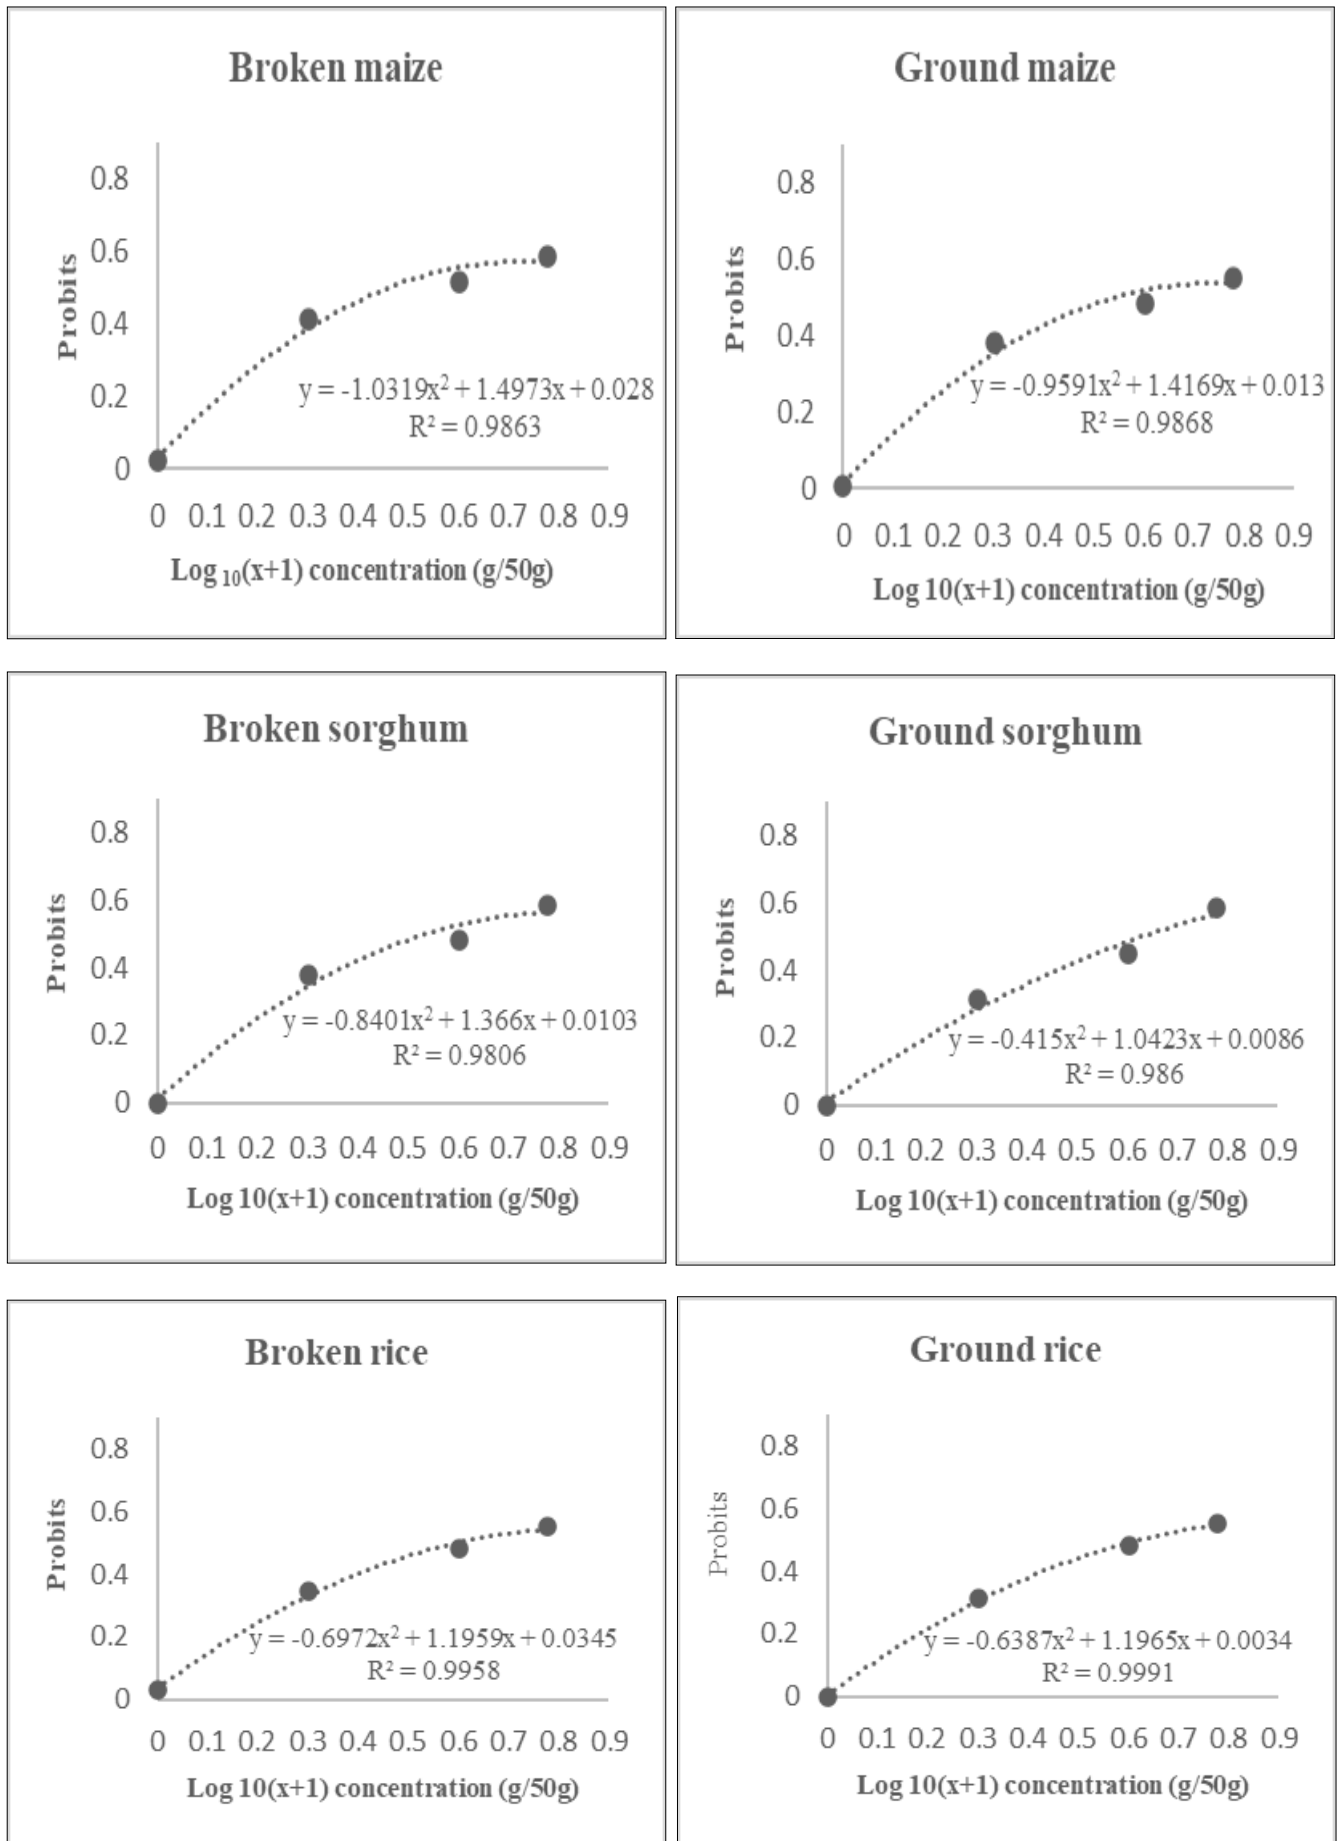 Broken maize
0.8
0.6
0.4
0.2
0
Probits
y = -1.0319x² + 1.4973x + 0.028
R² = 0.9863
0 0.1 0.2 0.3 0.4 0.5 0.6 0.7 0.8 0.9
Log ₁₀(x+1) concentration (g/50g)
Ground maize
0.8
0.6
0.4
0.2
0
Probits
y = -0.9591x² + 1.4169x + 0.013
R² = 0.9868
0 0.1 0.2 0.3 0.4 0.5 0.6 0.7 0.8 0.9
Log 10(x+1) concentration (g/50g)
Broken sorghum
0.8
0.6
0.4
0.2
0
Probits
y = -0.8401x² + 1.366x + 0.0103
R² = 0.9806
0 0.1 0.2 0.3 0.4 0.5 0.6 0.7 0.8 0.9
Log 10(x+1) concentration (g/50g)
Ground sorghum
0.8
0.6
0.4
0.2
0
Probits
y = -0.415x² + 1.0423x + 0.0086
R² = 0.986
0 0.1 0.2 0.3 0.4 0.5 0.6 0.7 0.8 0.9
Log 10(x+1) concentration (g/50g)
Broken rice
0.8
0.6
0.4
0.2
0
Probits
y = -0.6972x² + 1.1959x + 0.0345
R² = 0.9958
0 0.1 0.2 0.3 0.4 0.5 0.6 0.7 0.8 0.9
Log 10(x+1) concentration (g/50g)
Ground rice
0.8
0.6
0.4
0.2
0
Probits
y = -0.6387x² + 1.1965x + 0.0034
R² = 0.9991
0 0.1 0.2 0.3 0.4 0.5 0.6 0.7 0.8 0.9
Log 10(x+1) concentration (g/50g)